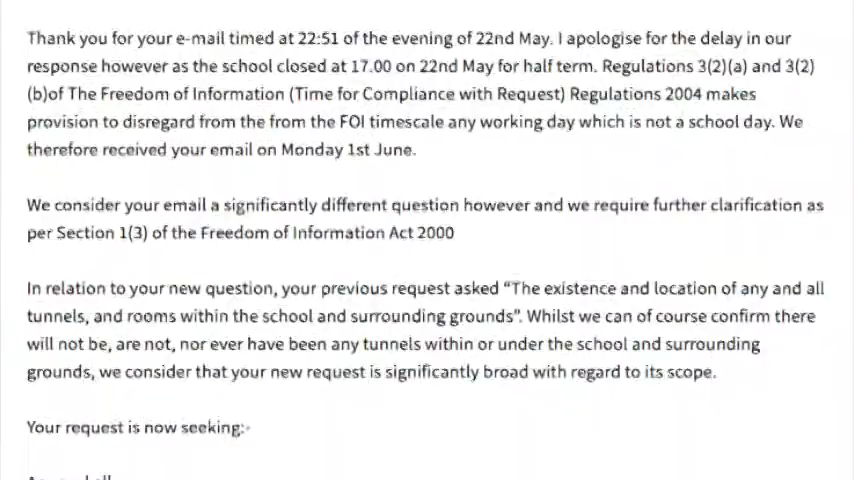 Thank you for your e-mail timed at 22:51 of the evening of 22nd May. I apologise for the delay in our
response however as the school closed at 17.00 on 22nd May for half term. Regulations 3(2)(a) and 3(2)
(b)of The Freedom of Information (Time for Compliance with Request) Regulations 2004 makes
provision to disregard from the from the FOI timescale any working day which is not a school day. We
therefore received your email on Monday 1st June.
We consider your email a significantly different question however and we require further clarification as
per Section 1(3) of the Freedom of Information Act 2000
In relation to your new question, your previous request asked “The existence and location of any and all
tunnels, and rooms within the school and surrounding grounds”. Whilst we can of course confirm there
will not be, are not, nor ever have been any tunnels within or under the school and surrounding
grounds, we consider that your new request is significantly broad with regard to its scope.
Your request is now seeking:-